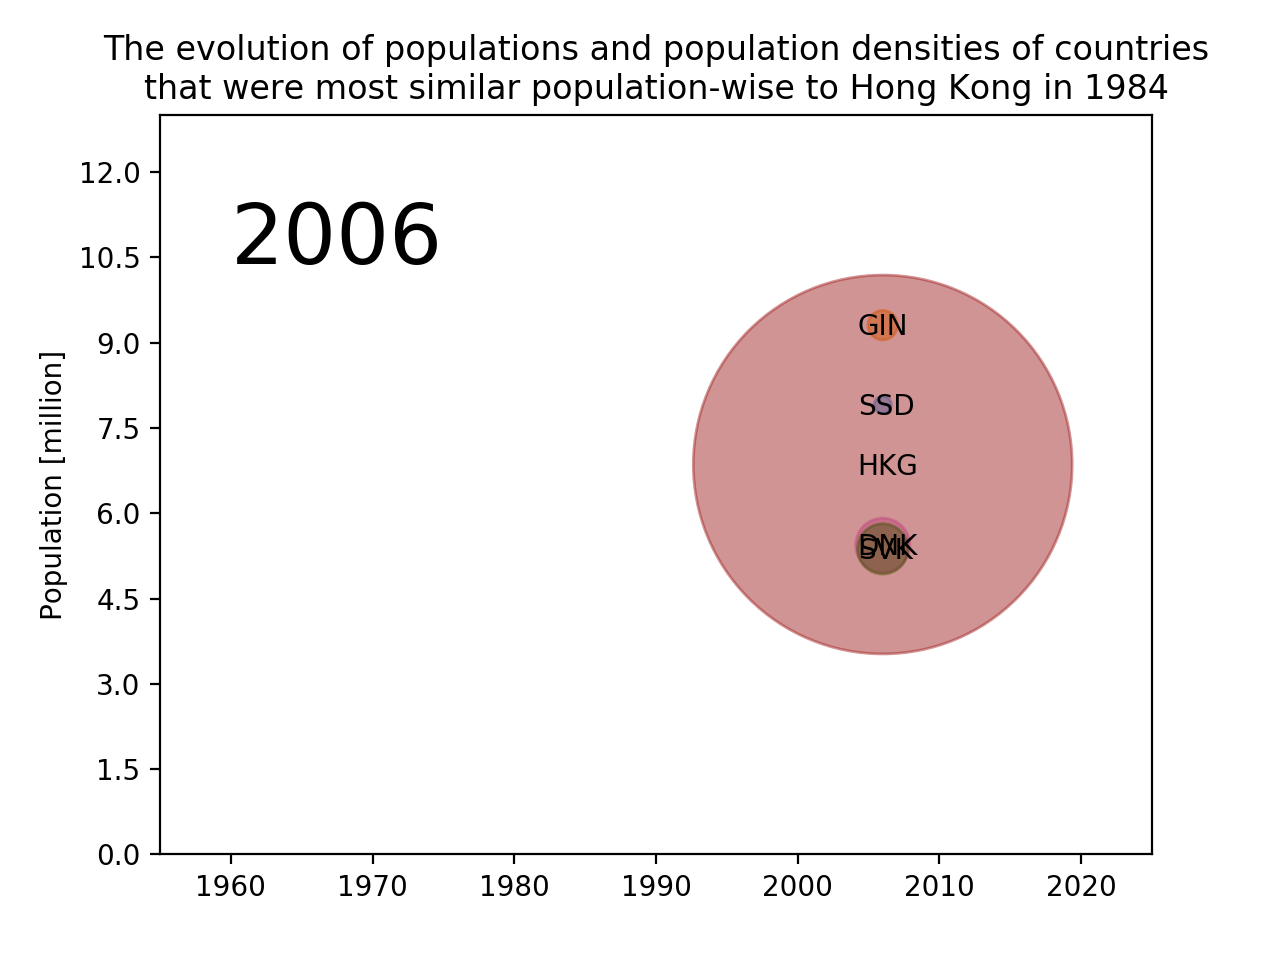 The evolution of populations and population densities of countries
that were most similar population-wise to Hong Kong in 1984
2006
Population [million]
12.0
10.5
9.0
7.5
6.0
4.5
3.0
1.5
0.0
GIN
SSD
HKG
DNK
SVK
1960 1970 1980 1990 2000 2010 2020